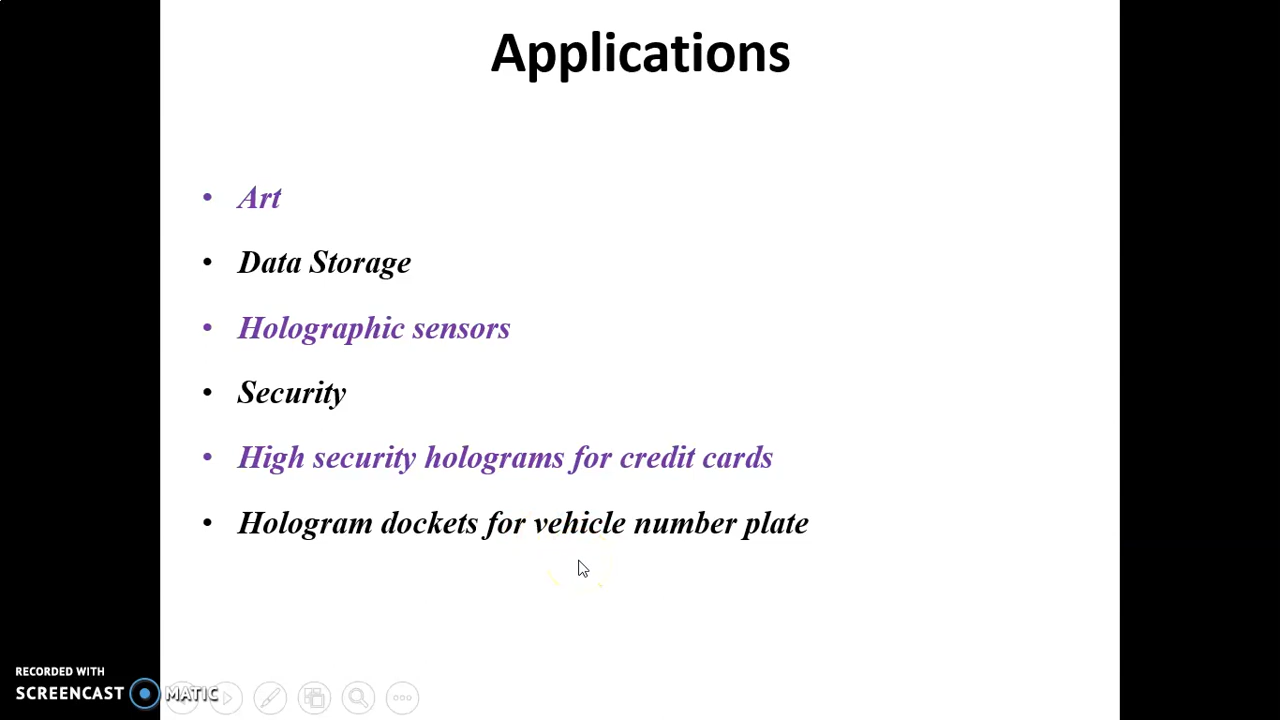 Applications
• Art
• Data Storage
• Holographic sensors
• Security
• High security holograms for credit cards
• Hologram dockets for vehicle number plate
RECORDED WITH
SCREENCAST MATIC